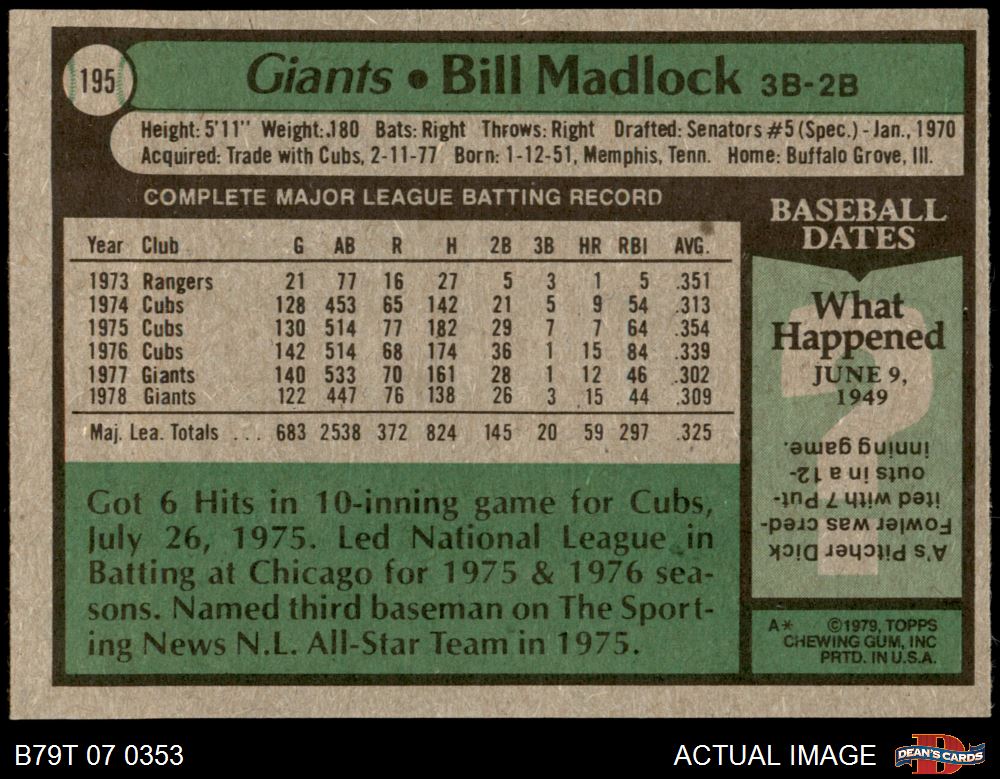 195
Giants • Bill Madlock 3B-2B
Height: 5'11" Weight: 180 Bats: Right Throws: Right Drafted: Senators #5 (Spec.) - Jan., 1970
Acquired: Trade with Cubs, 2-11-77 Born: 1-12-51, Memphis, Tenn. Home: Buffalo Grove, Ill.
COMPLETE MAJOR LEAGUE BATTING RECORD
Year Club G AB R H 2B 3B HR RBI AVG.
1973 Rangers 21 77 16 27 5 3 1 5 .351
1974 Cubs 128 453 65 142 21 5 9 54 .313
1975 Cubs 130 514 77 182 29 7 7 64 .354
1976 Cubs 142 514 68 174 36 1 15 84 .339
1977 Giants 140 533 70 161 28 1 12 46 .302
1978 Giants 122 447 76 138 26 3 15 44 .309
Maj. Lea. Totals ... 683 2538 372 824 145 20 59 297 .325
Got 6 Hits in 10-inning game for Cubs,
July 26, 1975. Led National League in
Batting at Chicago for 1975 & 1976 sea-
sons. Named third baseman on The Sport-
ing News N.L. All-Star Team in 1975.
BASEBALL
DATES
What
Happened
JUNE 9,
1949
?
A's Pitcher Dick
Fowler was cred-
ited with 7 Put-
outs in a 12-
inning game.
A* ©1979, TOPPS
CHEWING GUM, INC
PRTD. IN U.S.A.
B79T 07 0353
ACTUAL IMAGE
DEAN'S CARDS